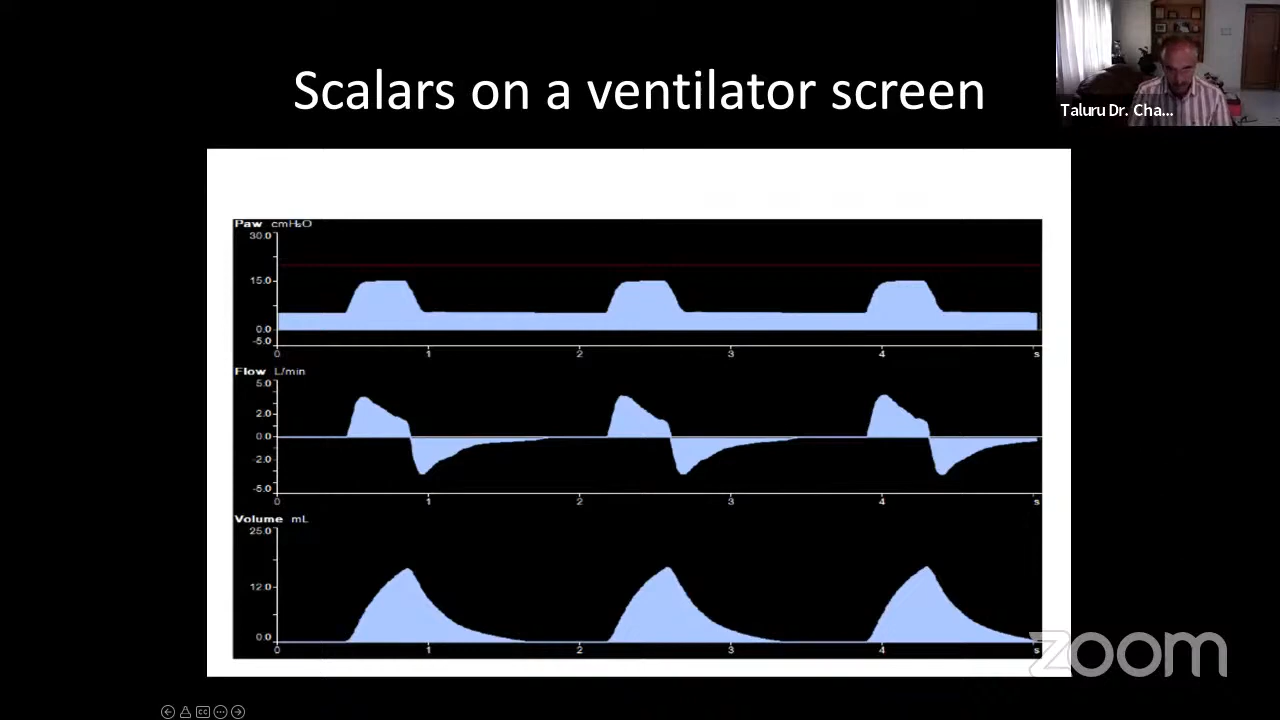 Scalars on a ventilator screen
Taluru Dr. Cha...
Paw cmH₂O
30.0
15.0
0.0
-5.0
0 1 2 3 4 s
Flow L/min
5.0
2.0
0.0
-2.0
-5.0
0 1 2 3 4 s
Volume mL
25.0
12.0
0.0
0 1 2 3 4 s
zoom
CC